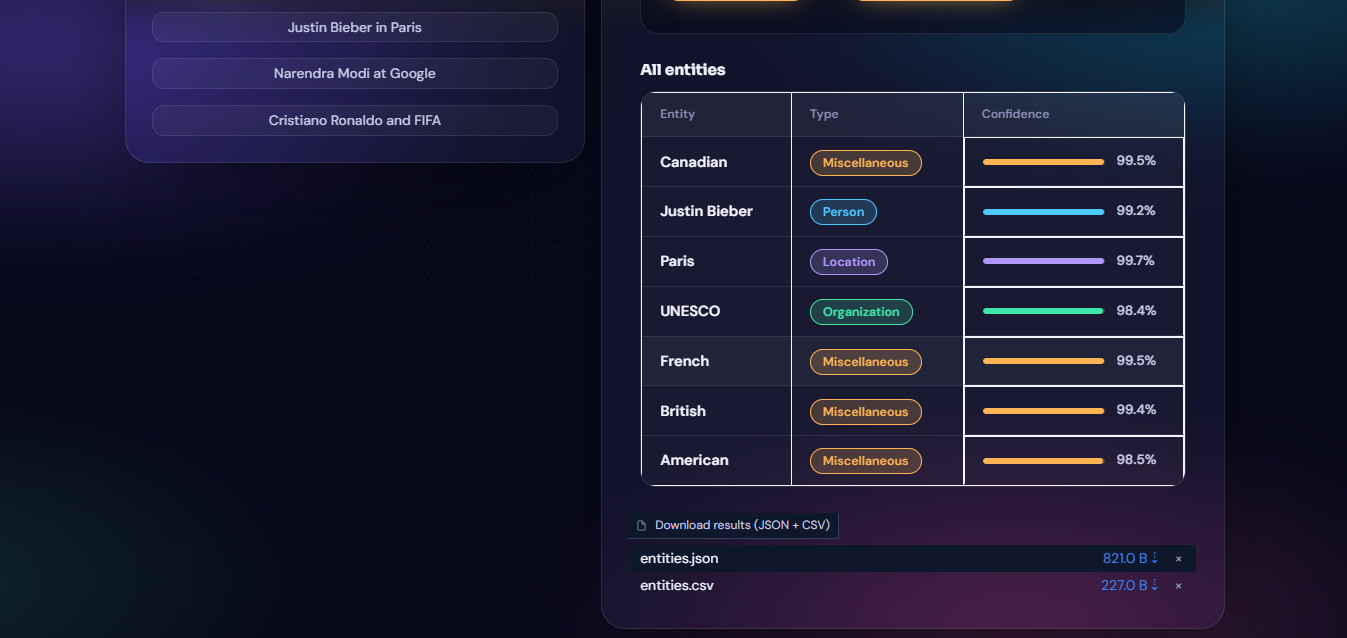 Justin Bieber in Paris
Narendra Modi at Google
Cristiano Ronaldo and FIFA
All entities
Entity Type Confidence
Canadian Miscellaneous 99.5%
Justin Bieber Person 99.2%
Paris Location 99.7%
UNESCO Organization 98.4%
French Miscellaneous 99.5%
British Miscellaneous 99.4%
American Miscellaneous 98.5%
Download results (JSON + CSV)
entities.json 821.0 B ⇣ ×
entities.csv 227.0 B ⇣ ×